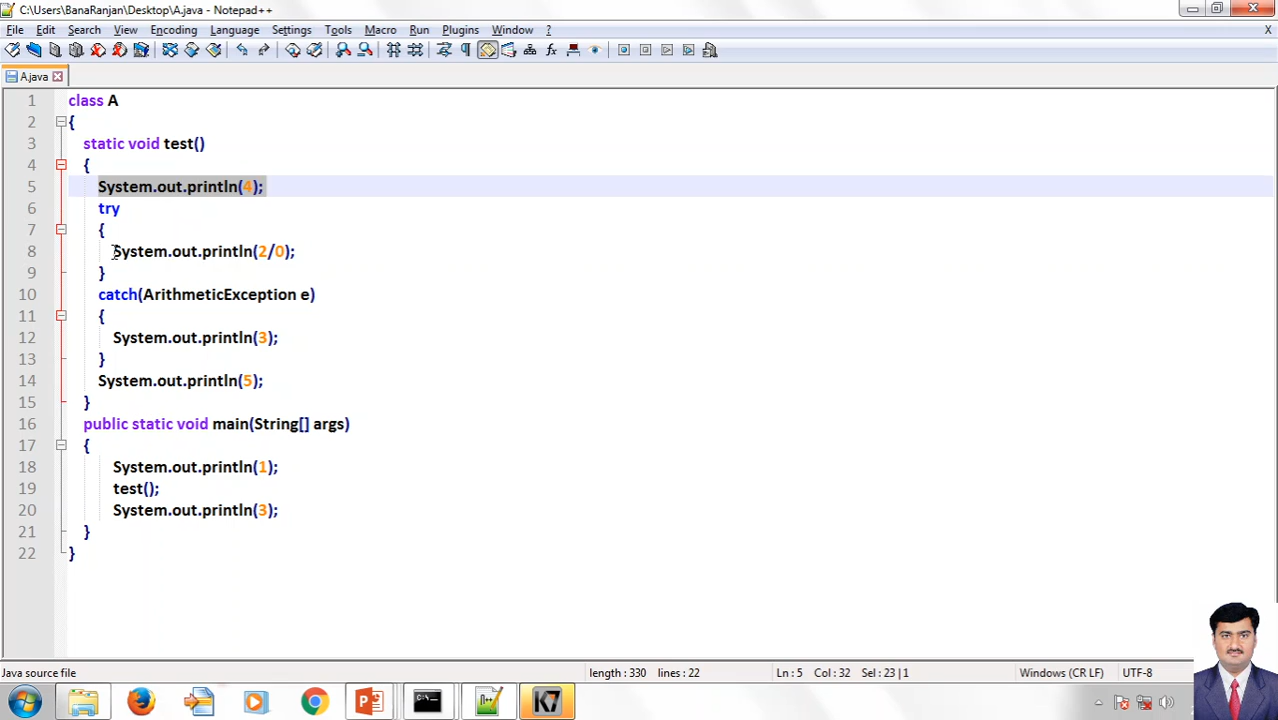 C:\Users\BanaRanjan\Desktop\A.java - Notepad++
File Edit Search View Encoding Language Settings Tools Macro Run Plugins Window ? X
A.java
1 class A
2 {
3 static void test()
4 {
5 System.out.println(4);
6 try
7 {
8 System.out.println(2/0);
9 }
10 catch(ArithmeticException e)
11 {
12 System.out.println(3);
13 }
14 System.out.println(5);
15 }
16 public static void main(String[] args)
17 {
18 System.out.println(1);
19 test();
20 System.out.println(3);
21 }
22 }
Java source file length : 330 lines : 22 Ln : 5 Col : 32 Sel : 23 | 1 Windows (CR LF) UTF-8